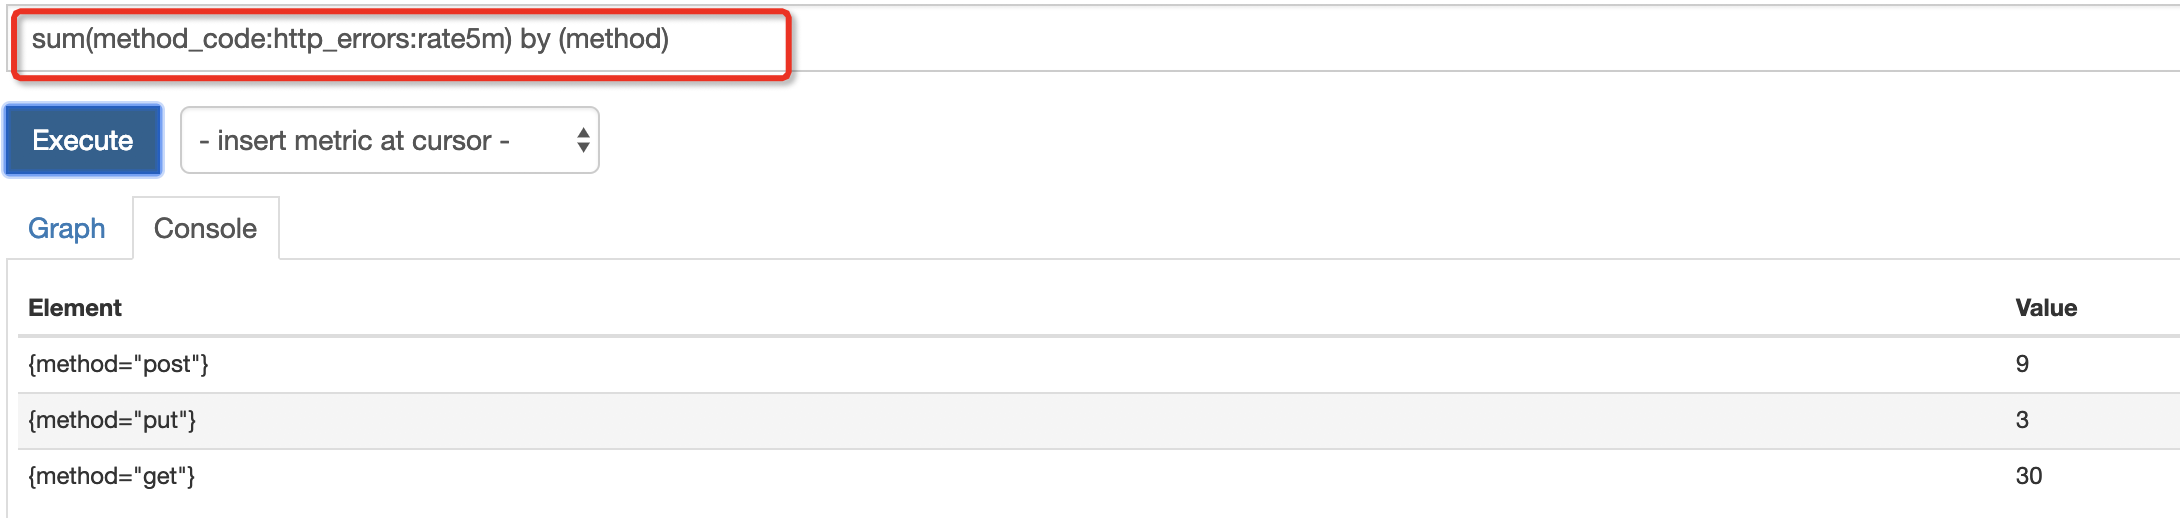 sum(method_code:http_errors:rate5m) by (method)
Execute
- insert metric at cursor -
Graph
Console
Element Value
{method="post"} 9
{method="put"} 3
{method="get"} 30